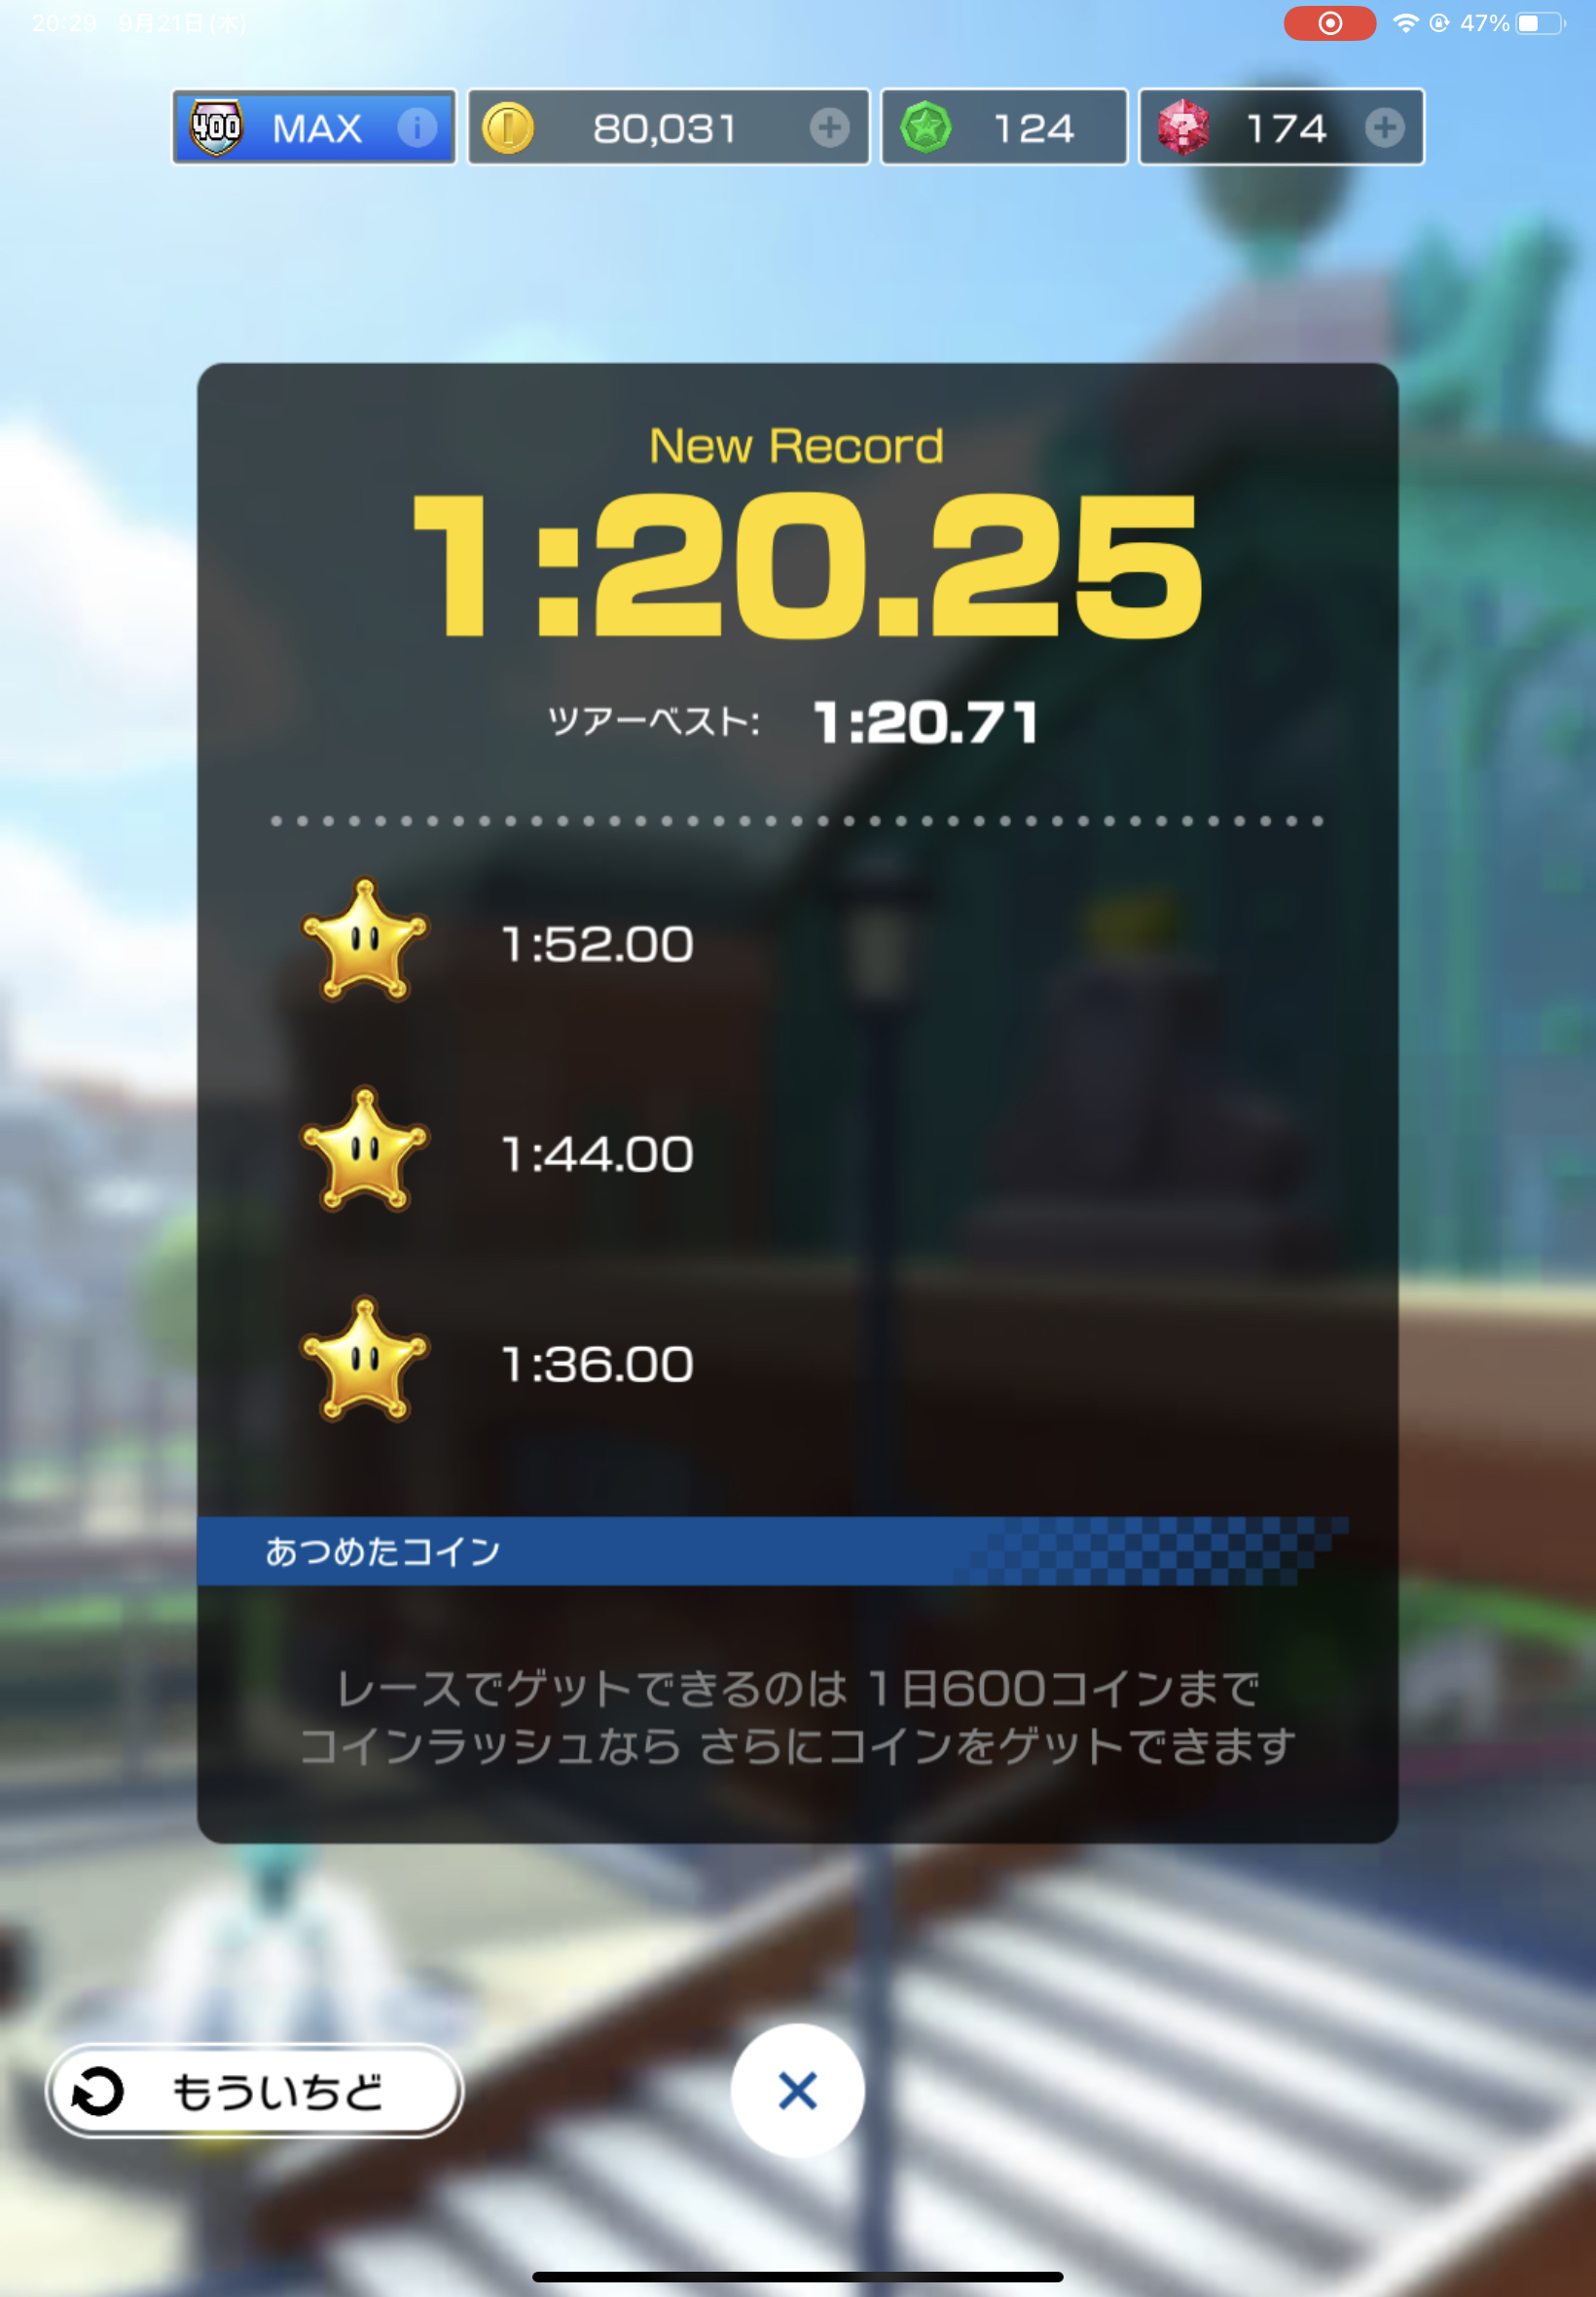 20:29 9月21日(木)
47%
400 MAX i
80,031 +
124
? 174 +
New Record
1:20.25
ツアーベスト: 1:20.71
1:52.00
1:44.00
1:36.00
あつめたコイン
レースでゲットできるのは 1日600コインまで
コインラッシュなら さらにコインをゲットできます
もういちど
×